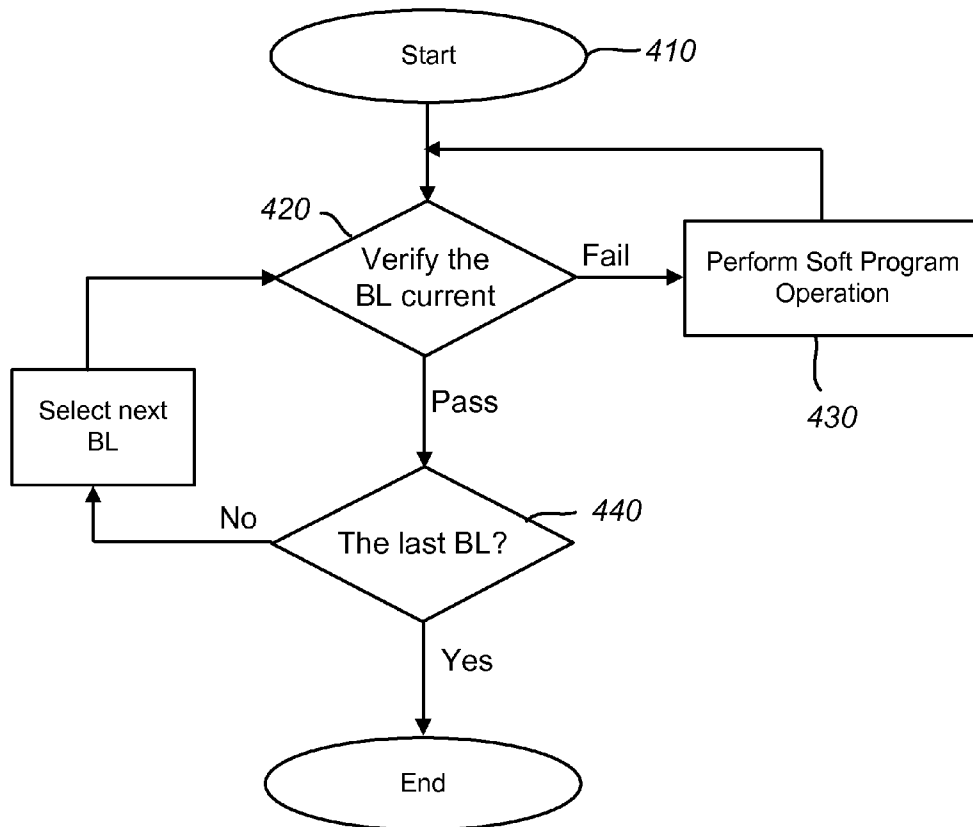 Start
410
420
Verify the
BL current
Fail
Perform Soft Program
Operation
430
Select next
BL
Pass
440
No
The last BL?
Yes
End